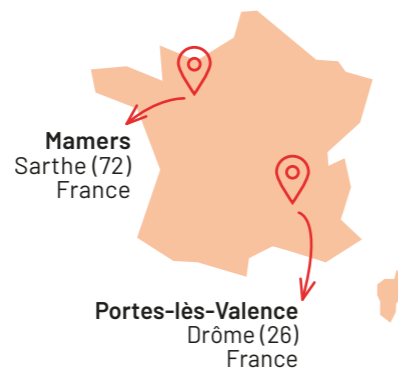 Mamers
Sarthe (72)
France
Portes-lès-Valence
Drôme (26)
France